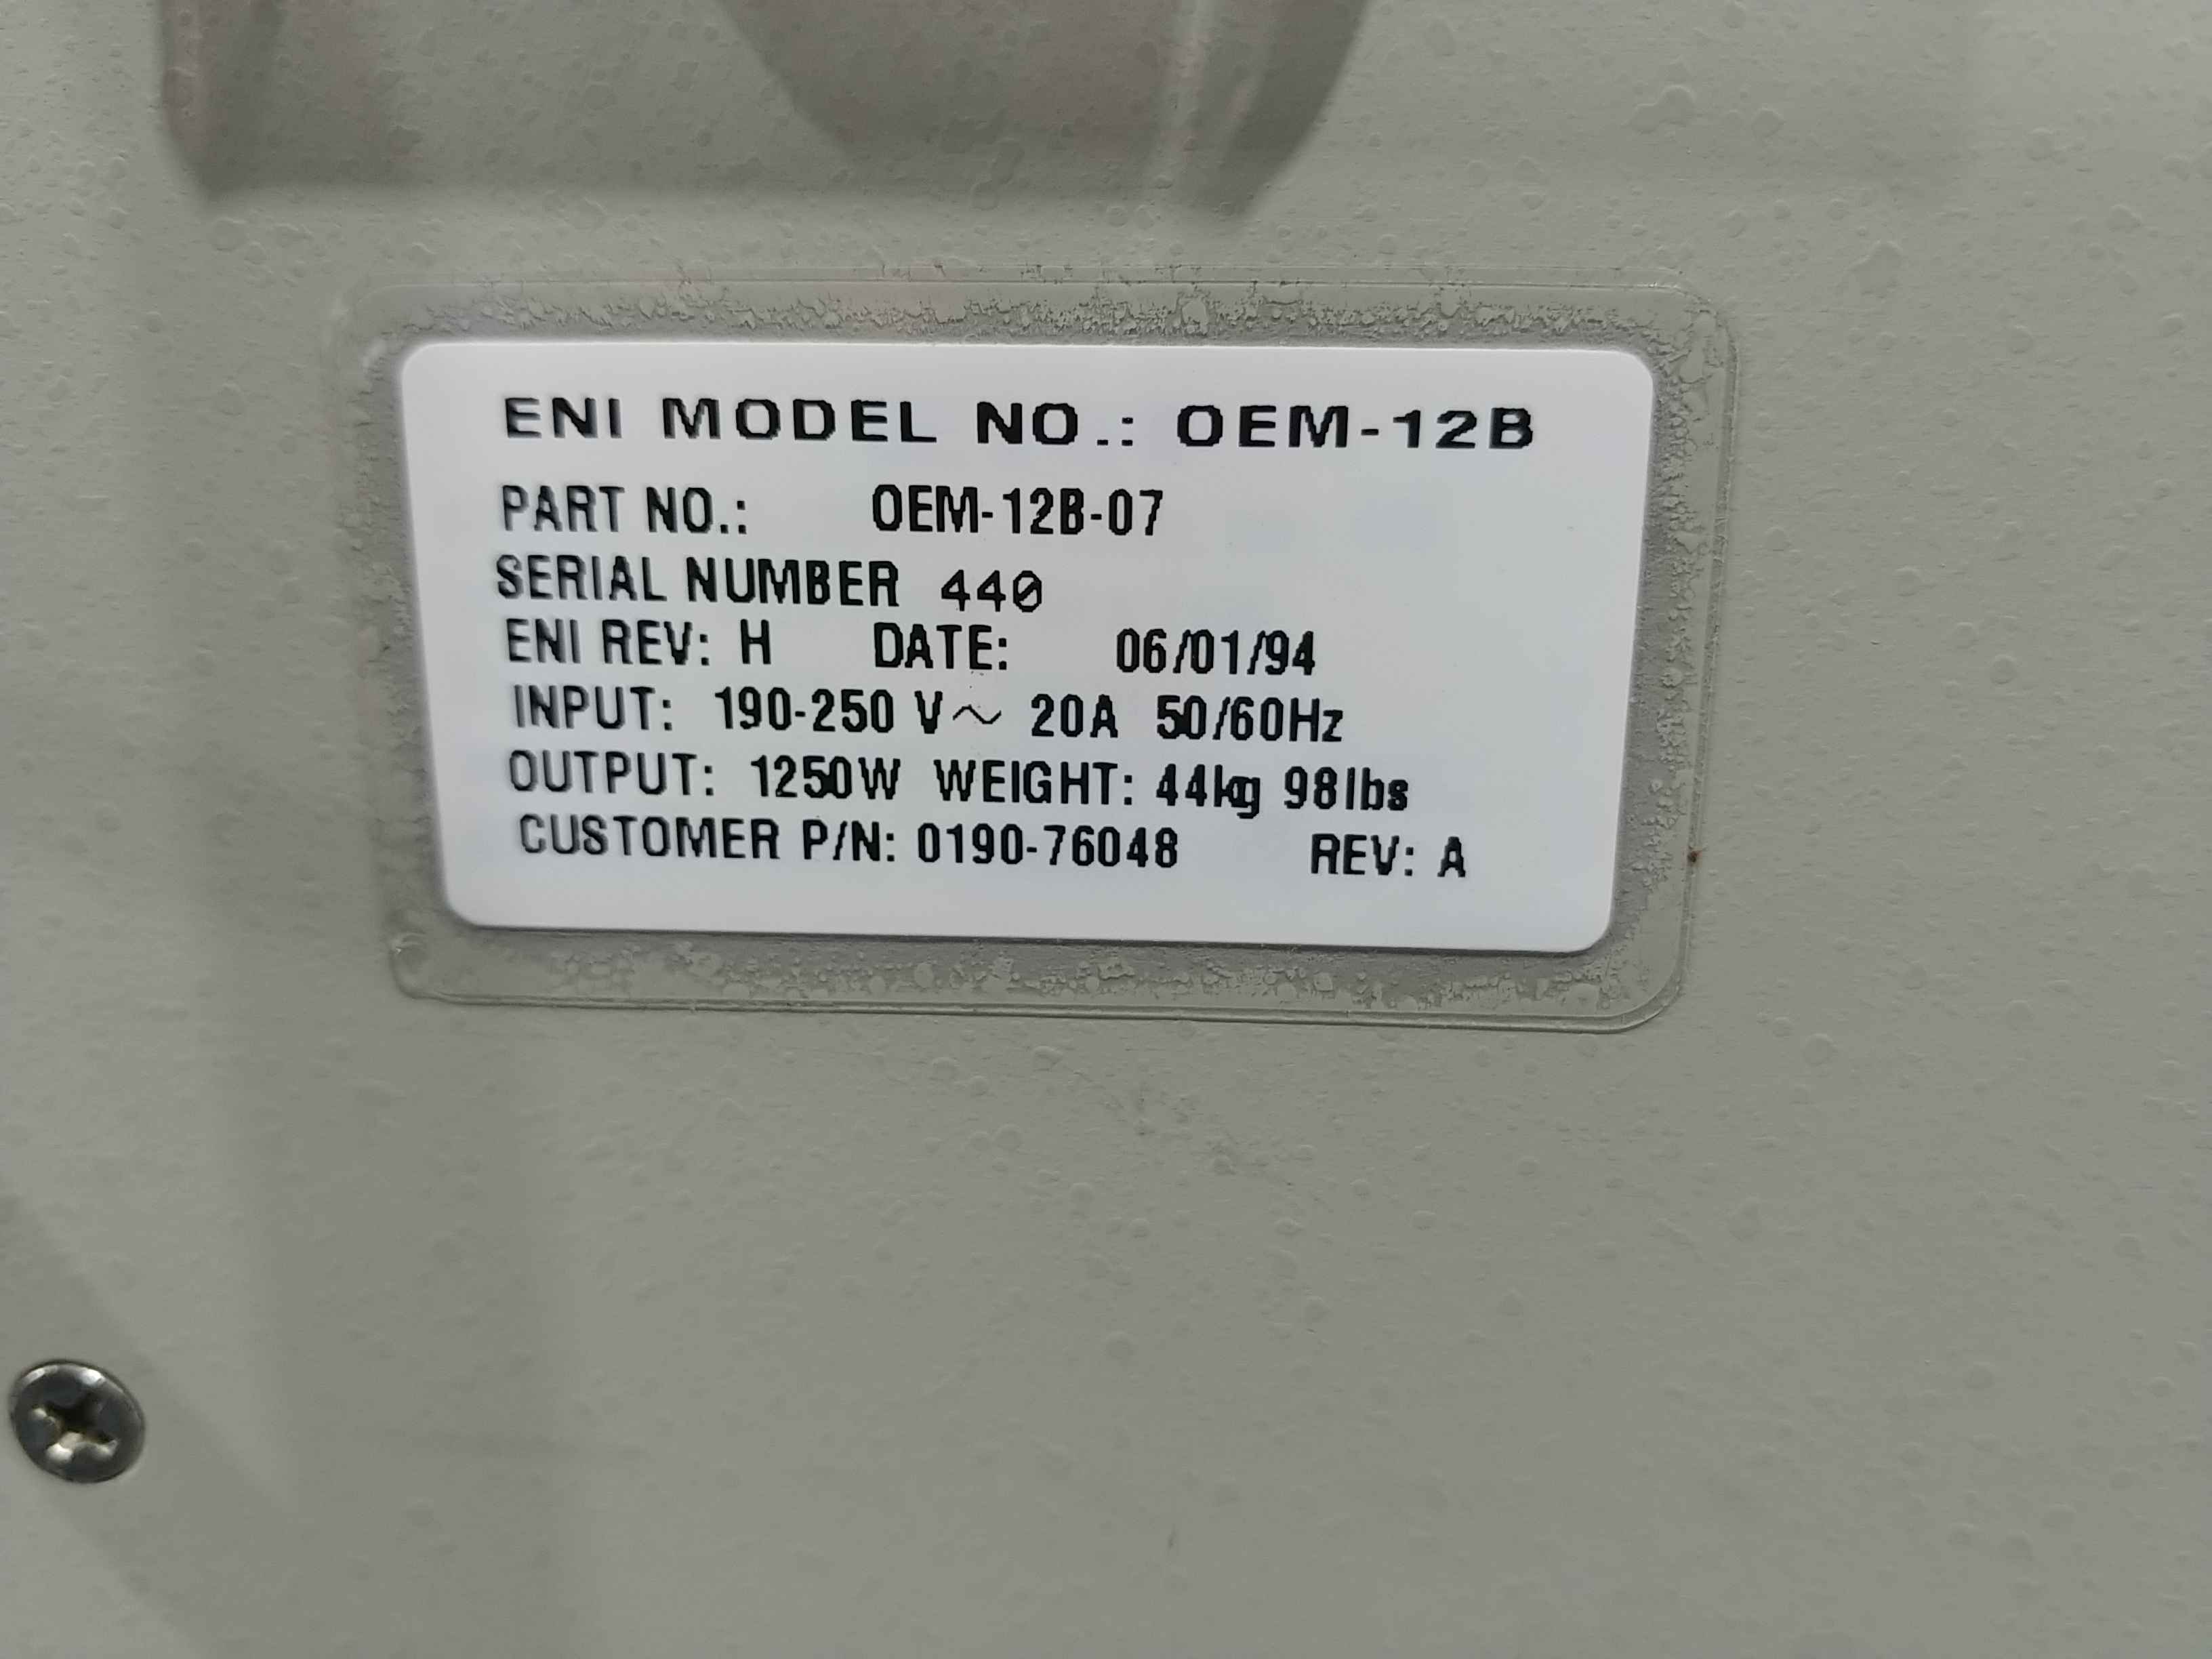 ENI MODEL NO.: OEM-12B
PART NO.: OEM-12B-07
SERIAL NUMBER 440
ENI REV: H DATE: 06/01/94
INPUT: 190-250 V~ 20A 50/60Hz
OUTPUT: 1250W WEIGHT: 44kg 98lbs
CUSTOMER P/N: 0190-76048 REV: A